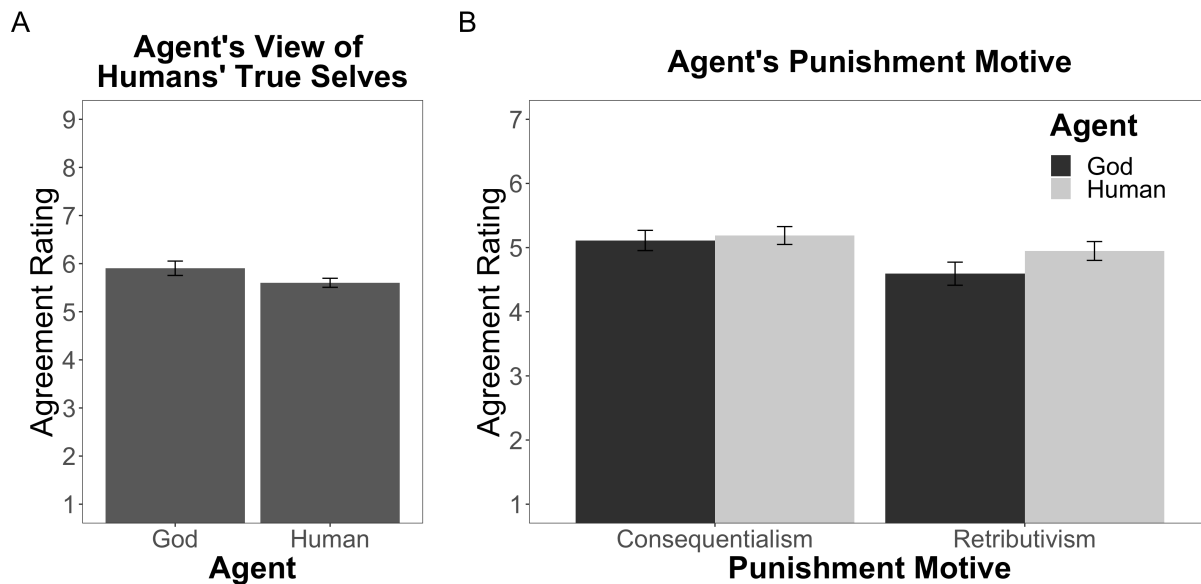 A
Agent's View of
Humans' True Selves
Agreement Rating
9
8
7
6
5
4
3
2
1
God
Human
Agent
B
Agent's Punishment Motive
Agreement Rating
7
6
5
4
3
2
1
Agent
God
Human
Consequentialism
Retributivism
Punishment Motive